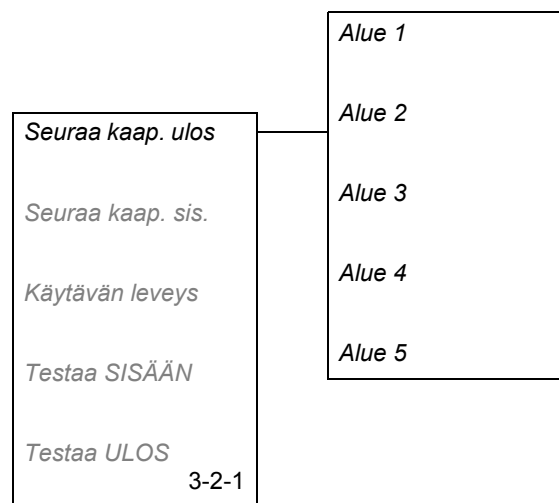 Seuraa kaap. ulos
Seuraa kaap. sis.
Käytävän leveys
Testaa SISÄÄN
Testaa ULOS
3-2-1
Alue 1
Alue 2
Alue 3
Alue 4
Alue 5